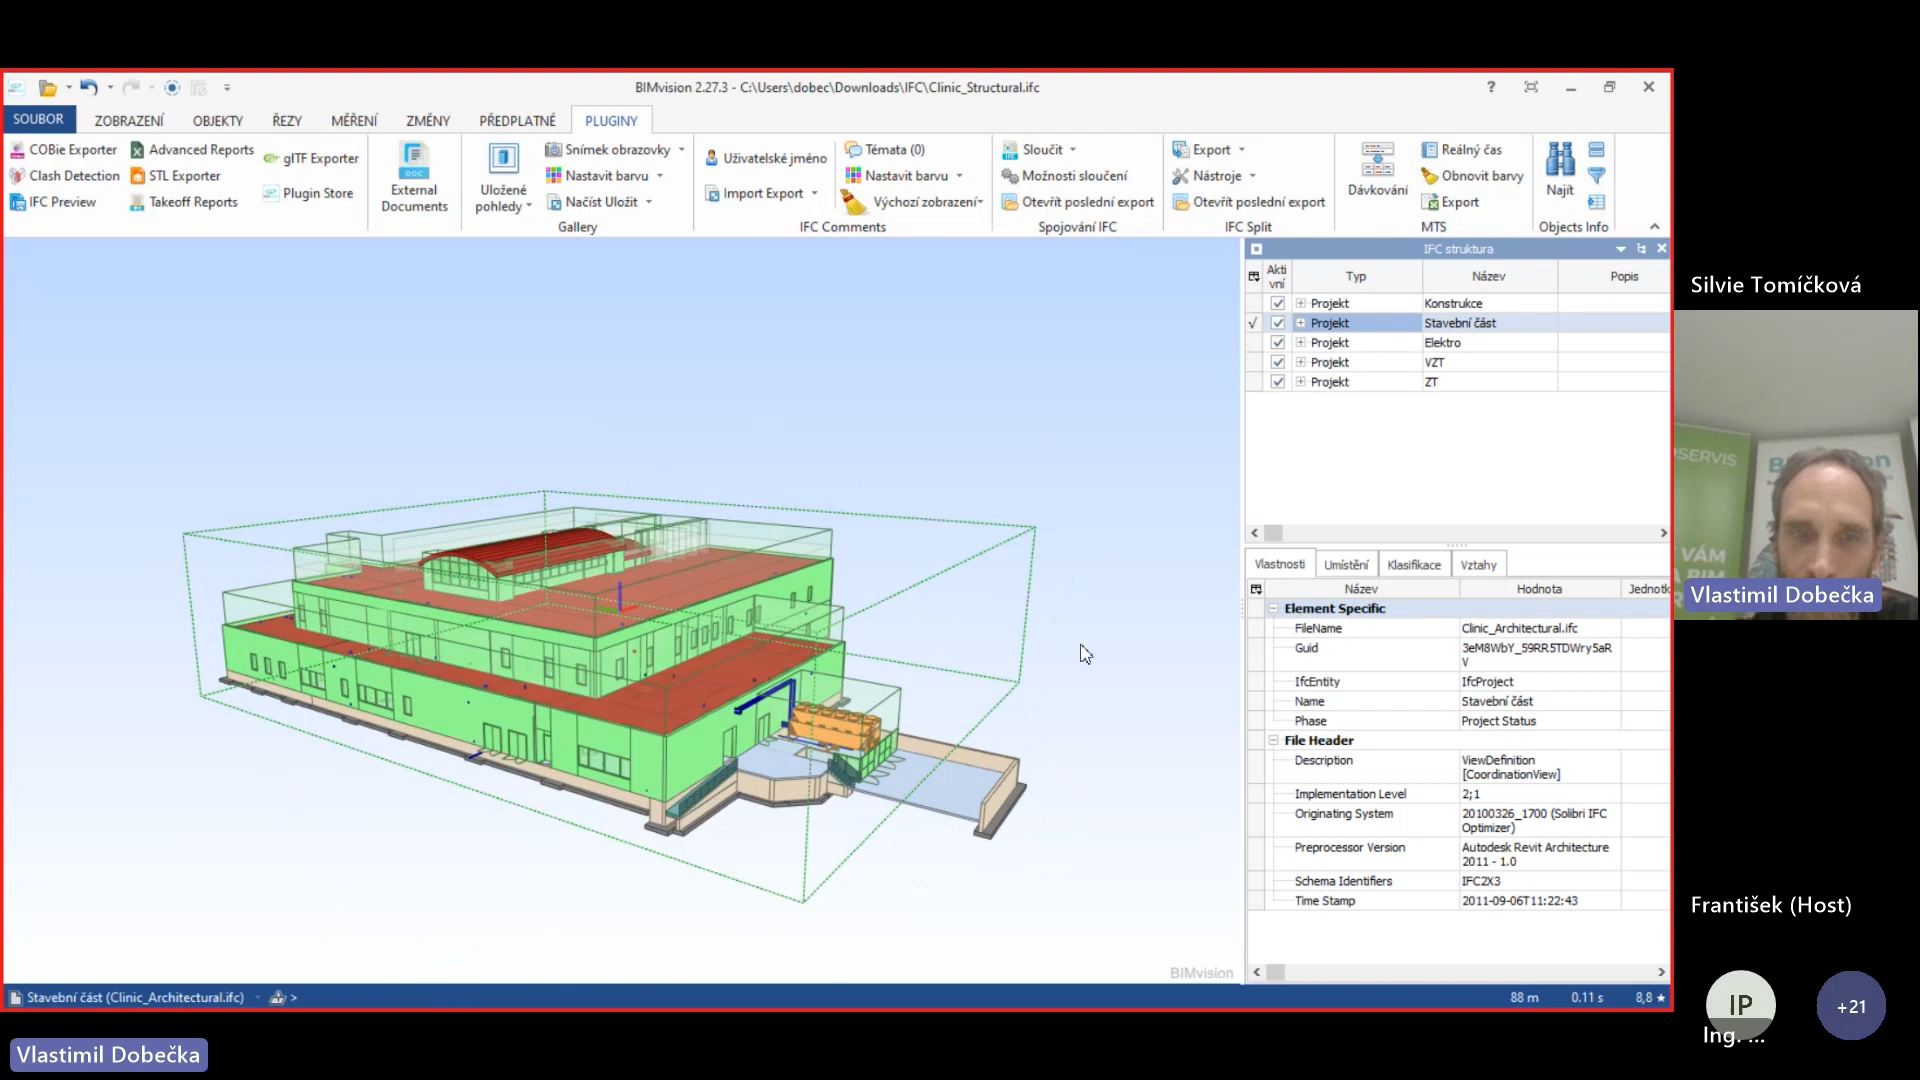 BIMvision 2.27.3 - C:\Users\dobec\Downloads\IFC\Clinic_Structural.ifc
SOUBOR ZOBRAZENÍ OBJEKTY ŘEZY MĚŘENÍ ZMĚNY PŘEDPLATNÉ PLUGINY
COBie Exporter
Clash Detection
IFC Preview
Advanced Reports
STL Exporter
Takeoff Reports
glTF Exporter
Plugin Store
External
Documents
Uložené
pohledy
Snímek obrazovky
Nastavit barvu
Načíst Uložit
Gallery
Uživatelské jméno
Import Export
Témata (0)
Nastavit barvu
Výchozí zobrazení
IFC Comments
Sloučit
Možnosti sloučení
Otevřít poslední export
Spojování IFC
Export
Nástroje
Otevřít poslední export
IFC Split
Dávkování
Reálný čas
Obnovit barvy
Export
MTS
Najít
Objects Info
IFC struktura
Akti
vní
Typ Název Popis
Projekt Konstrukce
Projekt Stavební část
Projekt Elektro
Projekt VZT
Projekt ZT
Vlastnosti Umístění Klasifikace Vztahy
Název Hodnota Jednotk
Element Specific
FileName Clinic_Architectural.ifc
Guid 3eM8WbY_59RR5TDWry5aR
V
IfcEntity IfcProject
Name Stavební část
Phase Project Status
File Header
Description ViewDefinition
[CoordinationView]
Implementation Level 2;1
Originating System 20100326_1700 (Solibri IFC
Optimizer)
Preprocessor Version Autodesk Revit Architecture
2011 - 1.0
Schema Identifiers IFC2X3
Time Stamp 2011-09-06T11:22:43
BIMvision
Stavební část (Clinic_Architectural.ifc) >
88 m 0.11 s 8,8
Vlastimil Dobečka
Silvie Tomíčková
Vlastimil Dobečka
František (Host)
IP
Ing. ...
+21